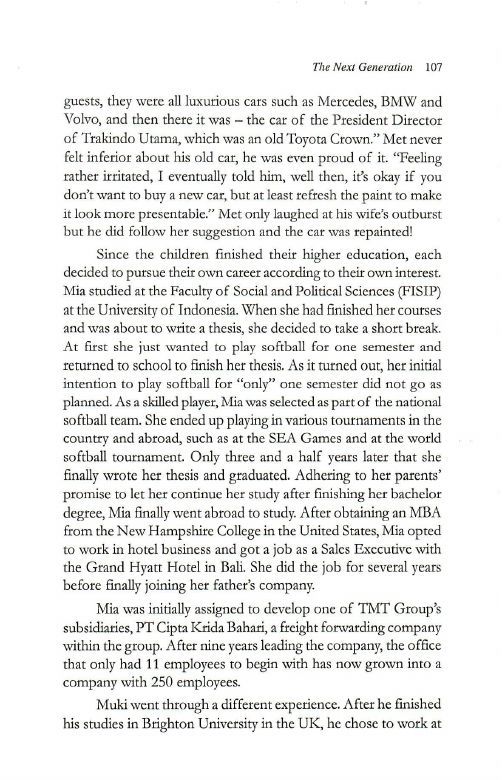 The Next Generation 107
guests, they were all luxurious cars such as Mercedes, BMW and
Volvo, and then there it was – the car of the President Director
of Trakindo Utama, which was an old Toyota Crown.” Met never
felt inferior about his old car, he was even proud of it. “Feeling
rather irritated, I eventually told him, well then, it’s okay if you
don’t want to buy a new car, but at least refresh the paint to make
it look more presentable.” Met only laughed at his wife’s outburst
but he did follow her suggestion and the car was repainted!
Since the children finished their higher education, each
decided to pursue their own career according to their own interest.
Mia studied at the Faculty of Social and Political Sciences (FISIP)
at the University of Indonesia. When she had finished her courses
and was about to write a thesis, she decided to take a short break.
At first she just wanted to play softball for one semester and
returned to school to finish her thesis. As it turned out, her initial
intention to play softball for “only” one semester did not go as
planned. As a skilled player, Mia was selected as part of the national
softball team. She ended up playing in various tournaments in the
country and abroad, such as at the SEA Games and at the world
softball tournament. Only three and a half years later that she
finally wrote her thesis and graduated. Adhering to her parents’
promise to let her continue her study after finishing her bachelor
degree, Mia finally went abroad to study. After obtaining an MBA
from the New Hampshire College in the United States, Mia opted
to work in hotel business and got a job as a Sales Executive with
the Grand Hyatt Hotel in Bali. She did the job for several years
before finally joining her father’s company.
Mia was initially assigned to develop one of TMT Group’s
subsidiaries, PT Cipta Krida Bahari, a freight forwarding company
within the group. After nine years leading the company, the office
that only had 11 employees to begin with has now grown into a
company with 250 employees.
Muki went through a different experience. After he finished
his studies in Brighton University in the UK, he chose to work at